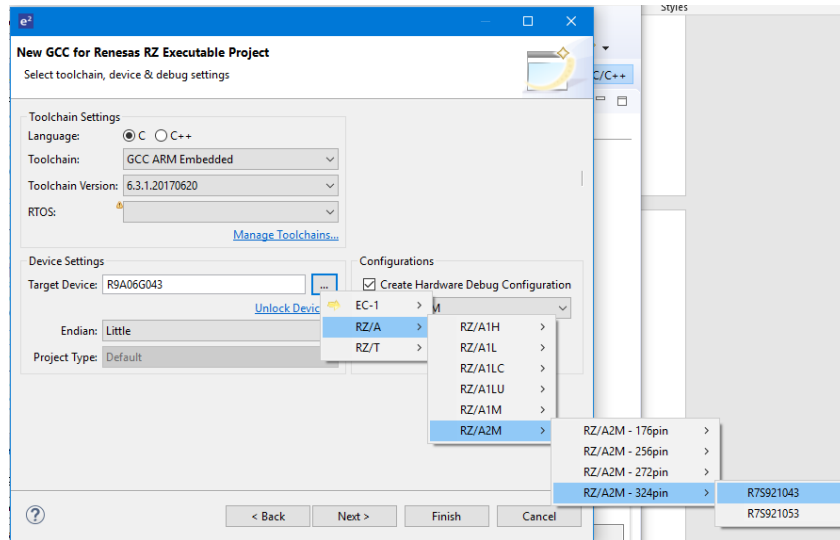 Styles
e²
New GCC for Renesas RZ Executable Project
Select toolchain, device & debug settings
C/C++
Toolchain Settings
Language: C C++
Toolchain: GCC ARM Embedded
Toolchain Version: 6.3.1.20170620
RTOS:
Manage Toolchains...
Device Settings
Target Device: R9A06G043 ...
Unlock Devic
Endian: Little
Project Type: Default
Configurations
Create Hardware Debug Configuration
M
EC-1
RZ/A
RZ/T
RZ/A1H
RZ/A1L
RZ/A1LC
RZ/A1LU
RZ/A1M
RZ/A2M
RZ/A2M - 176pin
RZ/A2M - 256pin
RZ/A2M - 272pin
RZ/A2M - 324pin
R7S921043
R7S921053
? < Back Next > Finish Cancel